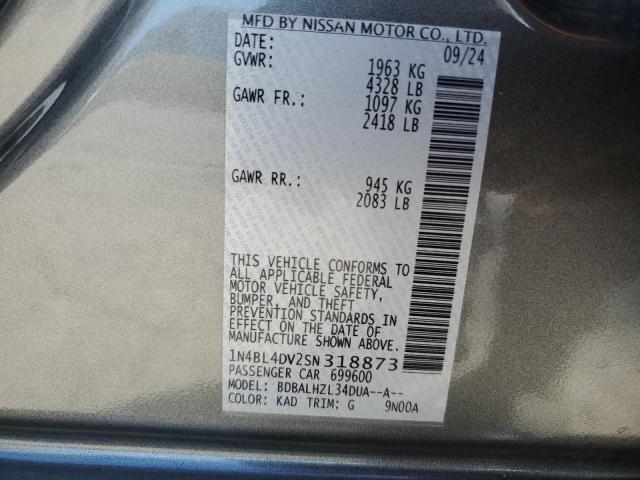 MFD BY NISSAN MOTOR CO., LTD.
DATE: 09/24
GVWR: 1963 KG
4328 LB
GAWR FR.: 1097 KG
2418 LB
GAWR RR.: 945 KG
2083 LB
THIS VEHICLE CONFORMS TO
ALL APPLICABLE FEDERAL
MOTOR VEHICLE SAFETY,
BUMPER, AND THEFT
PREVENTION STANDARDS IN
EFFECT ON THE DATE OF
MANUFACTURE SHOWN ABOVE.
1N4BL4DV2SN318873
PASSENGER CAR 699600
MODEL: BDBALHZL34DUA--A--
COLOR: KAD TRIM: G 9N00A